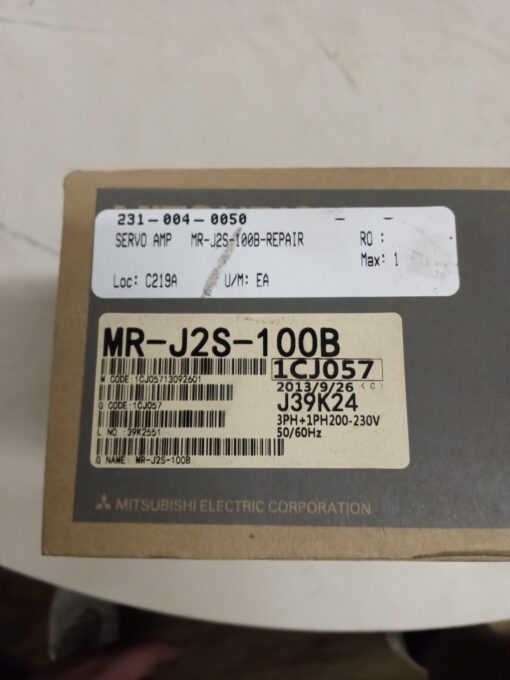 231-004-0050 - -
SERVO AMP MR-J2S-100B-REPAIR RO :
Max: 1
Loc: C219A U/M: EA
MR-J2S-100B
1CJ057
M CODE:1CJ05713092601
2013/9/26 (C)
G CODE:1CJ057
J39K24
3PH+1PH200-230V
L NO :39K2551
50/60Hz
G NAME: MR-J2S-100B
MITSUBISHI ELECTRIC CORPORATION